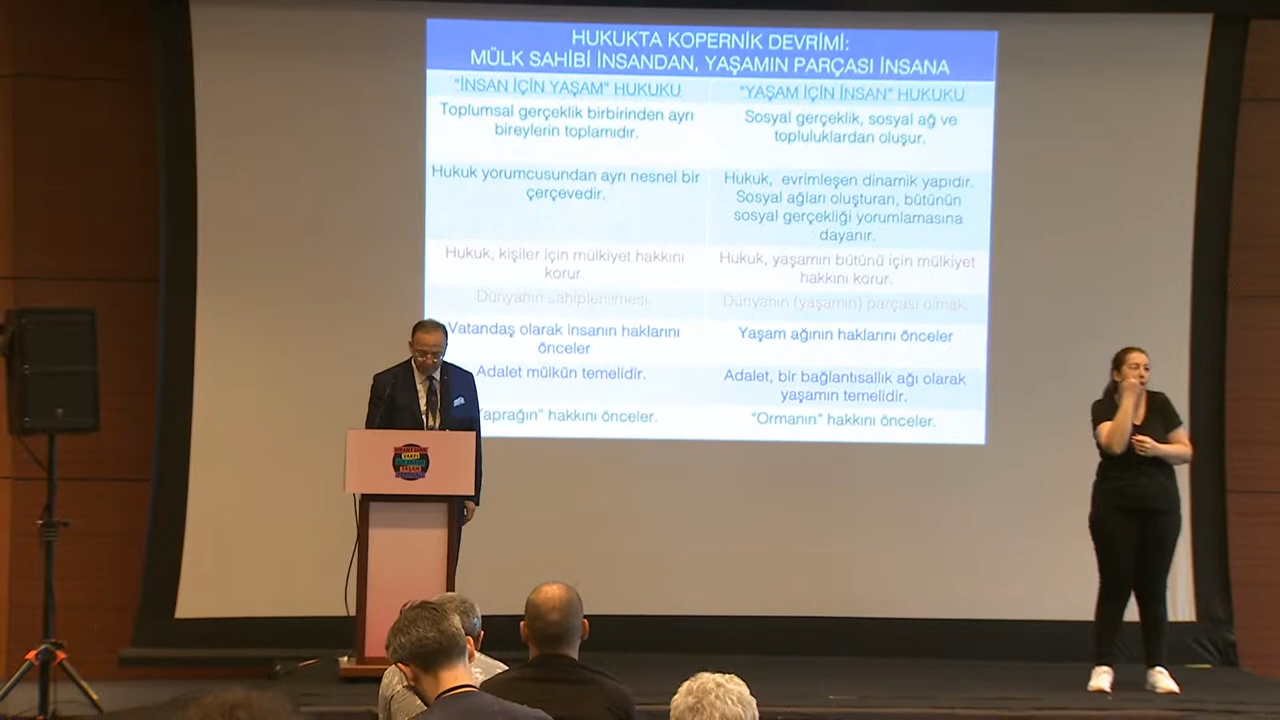 HUKUKTA KOPERNİK DEVRİMİ:
MÜLK SAHİBİ İNSANDAN, YAŞAMIN PARÇASI İNSANA
"İNSAN İÇİN YAŞAM" HUKUKU
"YAŞAM İÇİN İNSAN" HUKUKU
Toplumsal gerçeklik birbirinden ayrı
bireylerin toplamıdır.
Sosyal gerçeklik, sosyal ağ ve
topluluklardan oluşur.
Hukuk yorumcusundan ayrı nesnel bir
çerçevedir.
Hukuk, evrimleşen dinamik yapıdır.
Sosyal ağları oluşturan, bütünün
sosyal gerçekliği yorumlamasına
dayanır.
Hukuk, kişiler için mülkiyet hakkını
korur.
Hukuk, yaşamın bütünü için mülkiyet
hakkını korur.
Dünyanın sahiplenilmesi.
Dünyanın (yaşamın) parçası olmak.
Vatandaş olarak insanın haklarını
önceler
Yaşam ağının haklarını önceler
Adalet mülkün temelidir.
Adalet, bir bağlantısallık ağı olarak
yaşamın temelidir.
Yaprağın" hakkını önceler.
"Ormanın" hakkını önceler.
VAKFI
YAŞAM